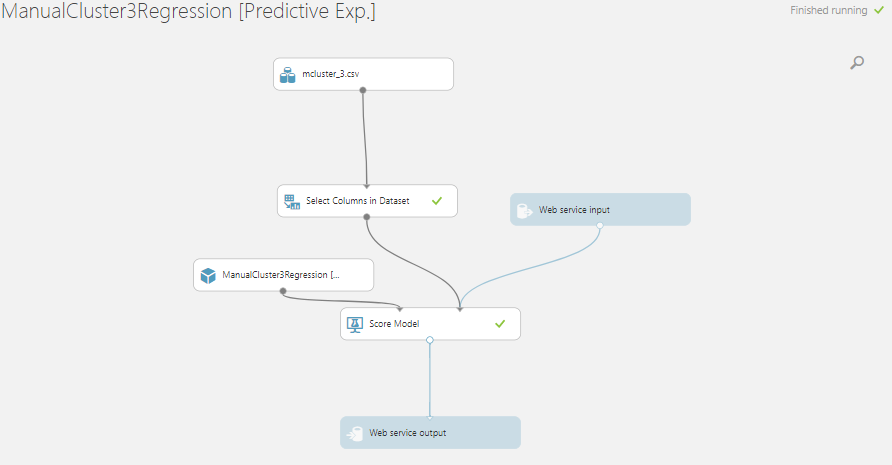 ManualCluster3Regression [Predictive Exp.]
Finished running
mcluster_3.csv
Select Columns in Dataset
Web service input
ManualCluster3Regression [...
Score Model
Web service output